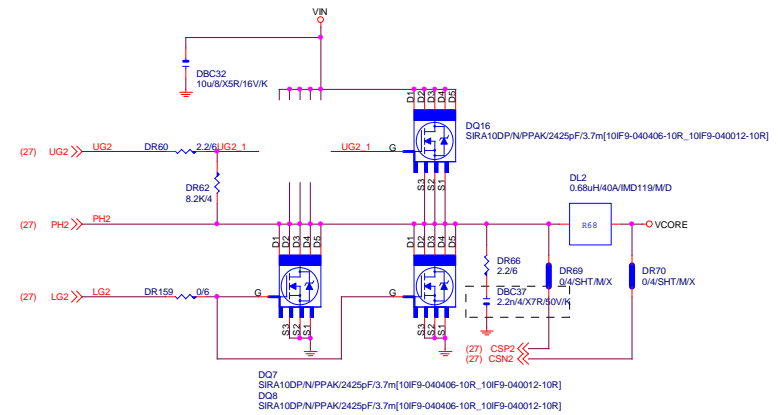 VIN
DBC32
10u/8/X5R/16V/K
D1 D2 D3 D4 D5
DQ16
SIRA10DP/N/PPAK/2425pF/3.7m[10IF9-040406-10R_10IF9-040012-10R]
(27) UG2 UG2 DR60 2.2/6 UG2_1 UG2_1 G
S3 S2 S1
DR62
8.2K/4
DL2
0.68uH/40A/IMD119/M/D
(27) PH2 PH2
R68
VCORE
D1 D2 D3 D4 D5 D1 D2 D3 D4 D5
DR66
2.2/6
DR69
0/4/SHT/M/X
DR70
0/4/SHT/M/X
(27) LG2 LG2 DR159 0/6 G G
DBC37
2.2n/4/X7R/50V/K
S3 S2 S1 S3 S2 S1
(27) CSP2
(27) CSN2
DQ7
SIRA10DP/N/PPAK/2425pF/3.7m[10IF9-040406-10R_10IF9-040012-10R]
DQ8
SIRA10DP/N/PPAK/2425pF/3.7m[10IF9-040406-10R_10IF9-040012-10R]